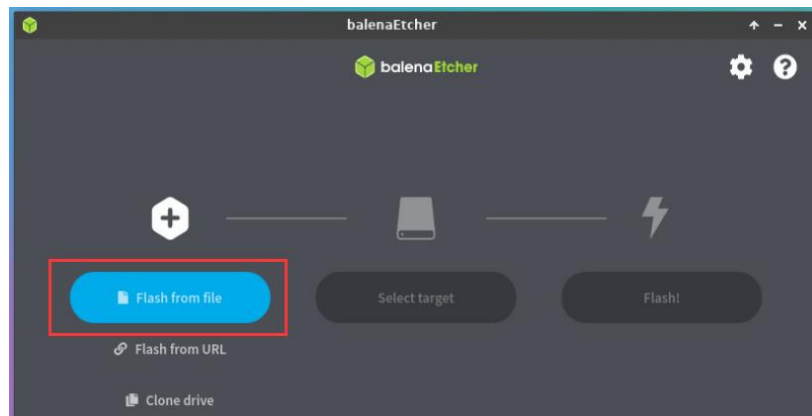 balenaEtcher
balenaEtcher
Flash from file
Select target
Flash!
Flash from URL
Clone drive